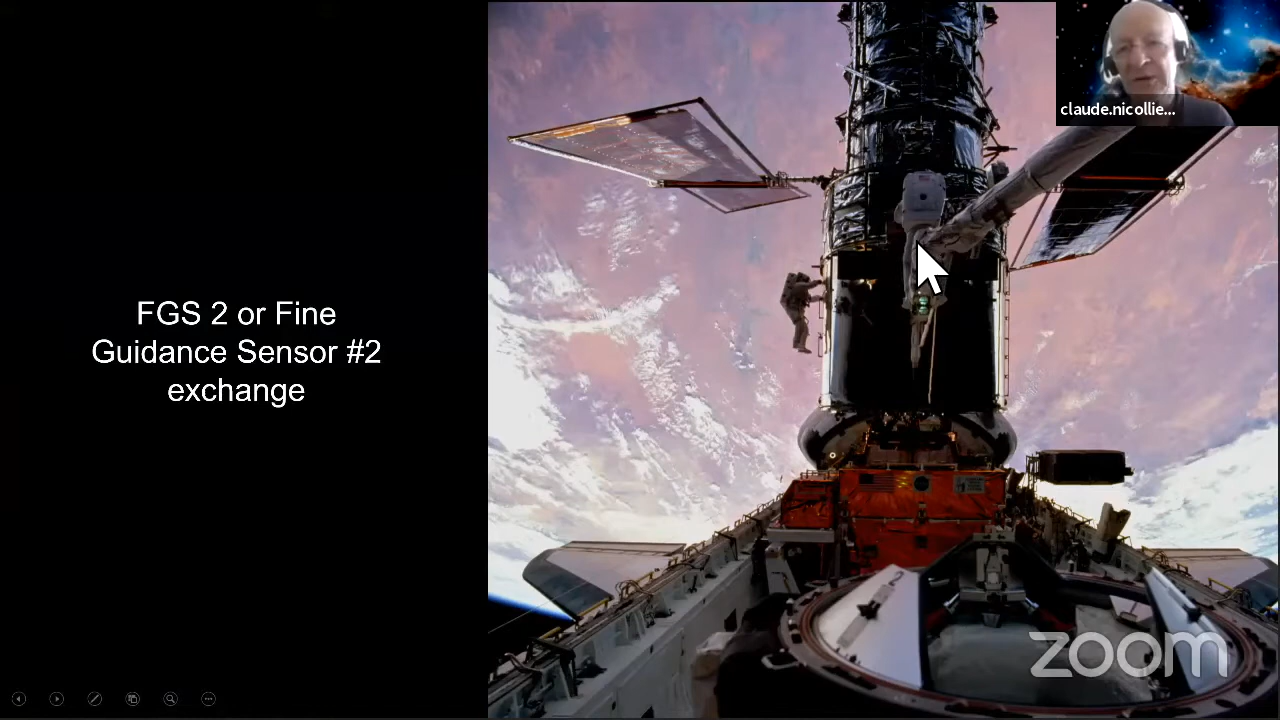 claude.nicollie...
FGS 2 or Fine
Guidance Sensor #2
exchange
zoom